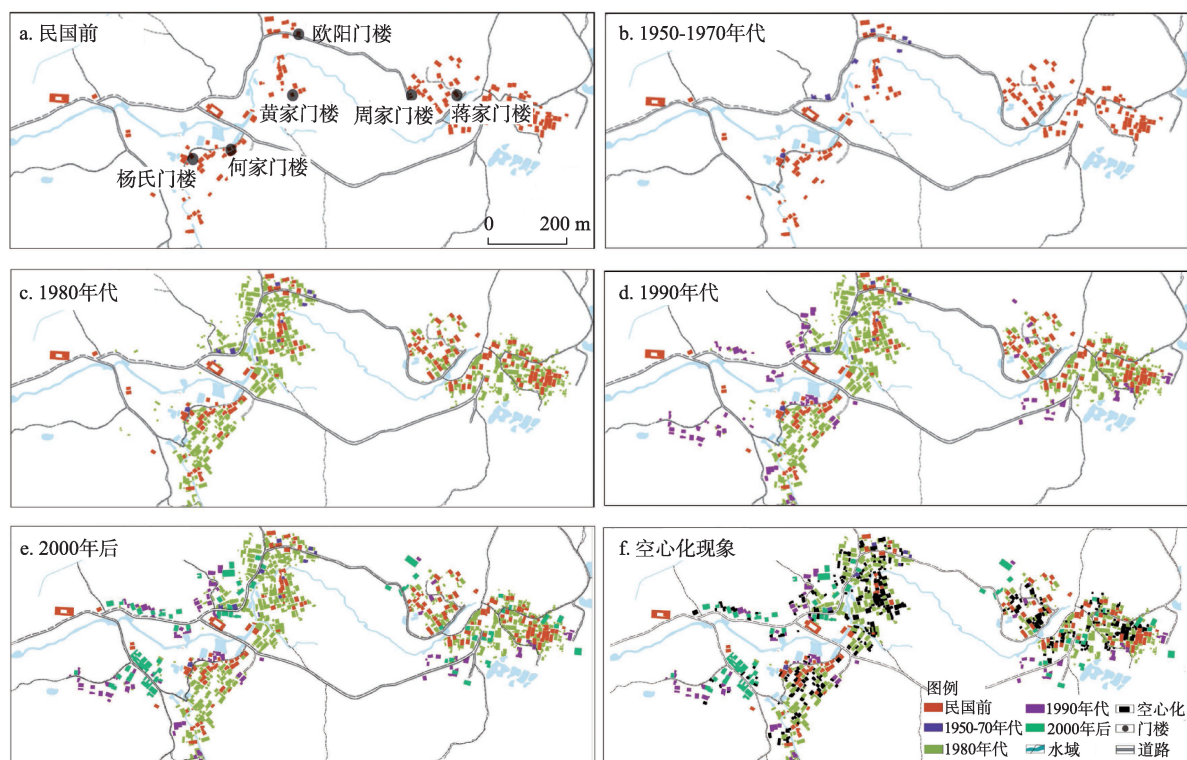 a. 民国前
欧阳门楼
黄家门楼
周家门楼
蒋家门楼
杨氏门楼
何家门楼
0 200 m
b. 1950-1970年代
c. 1980年代
d. 1990年代
e. 2000年后
f. 空心化现象
图例
民国前 1990年代 空心化
1950-70年代 2000年后 门楼
1980年代 水域 道路